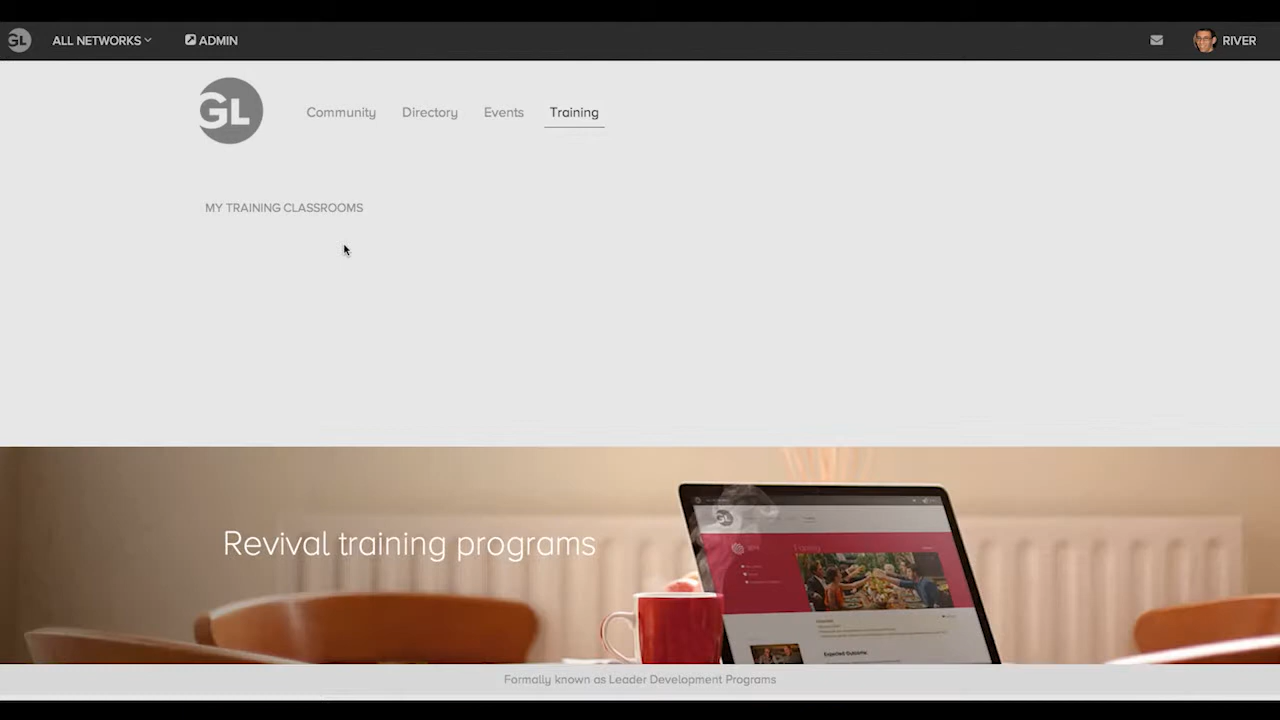 GL ALL NETWORKS ADMIN RIVER
GL Community Directory Events Training
MY TRAINING CLASSROOMS
Revival training programs
GL
Formally known as Leader Development Programs